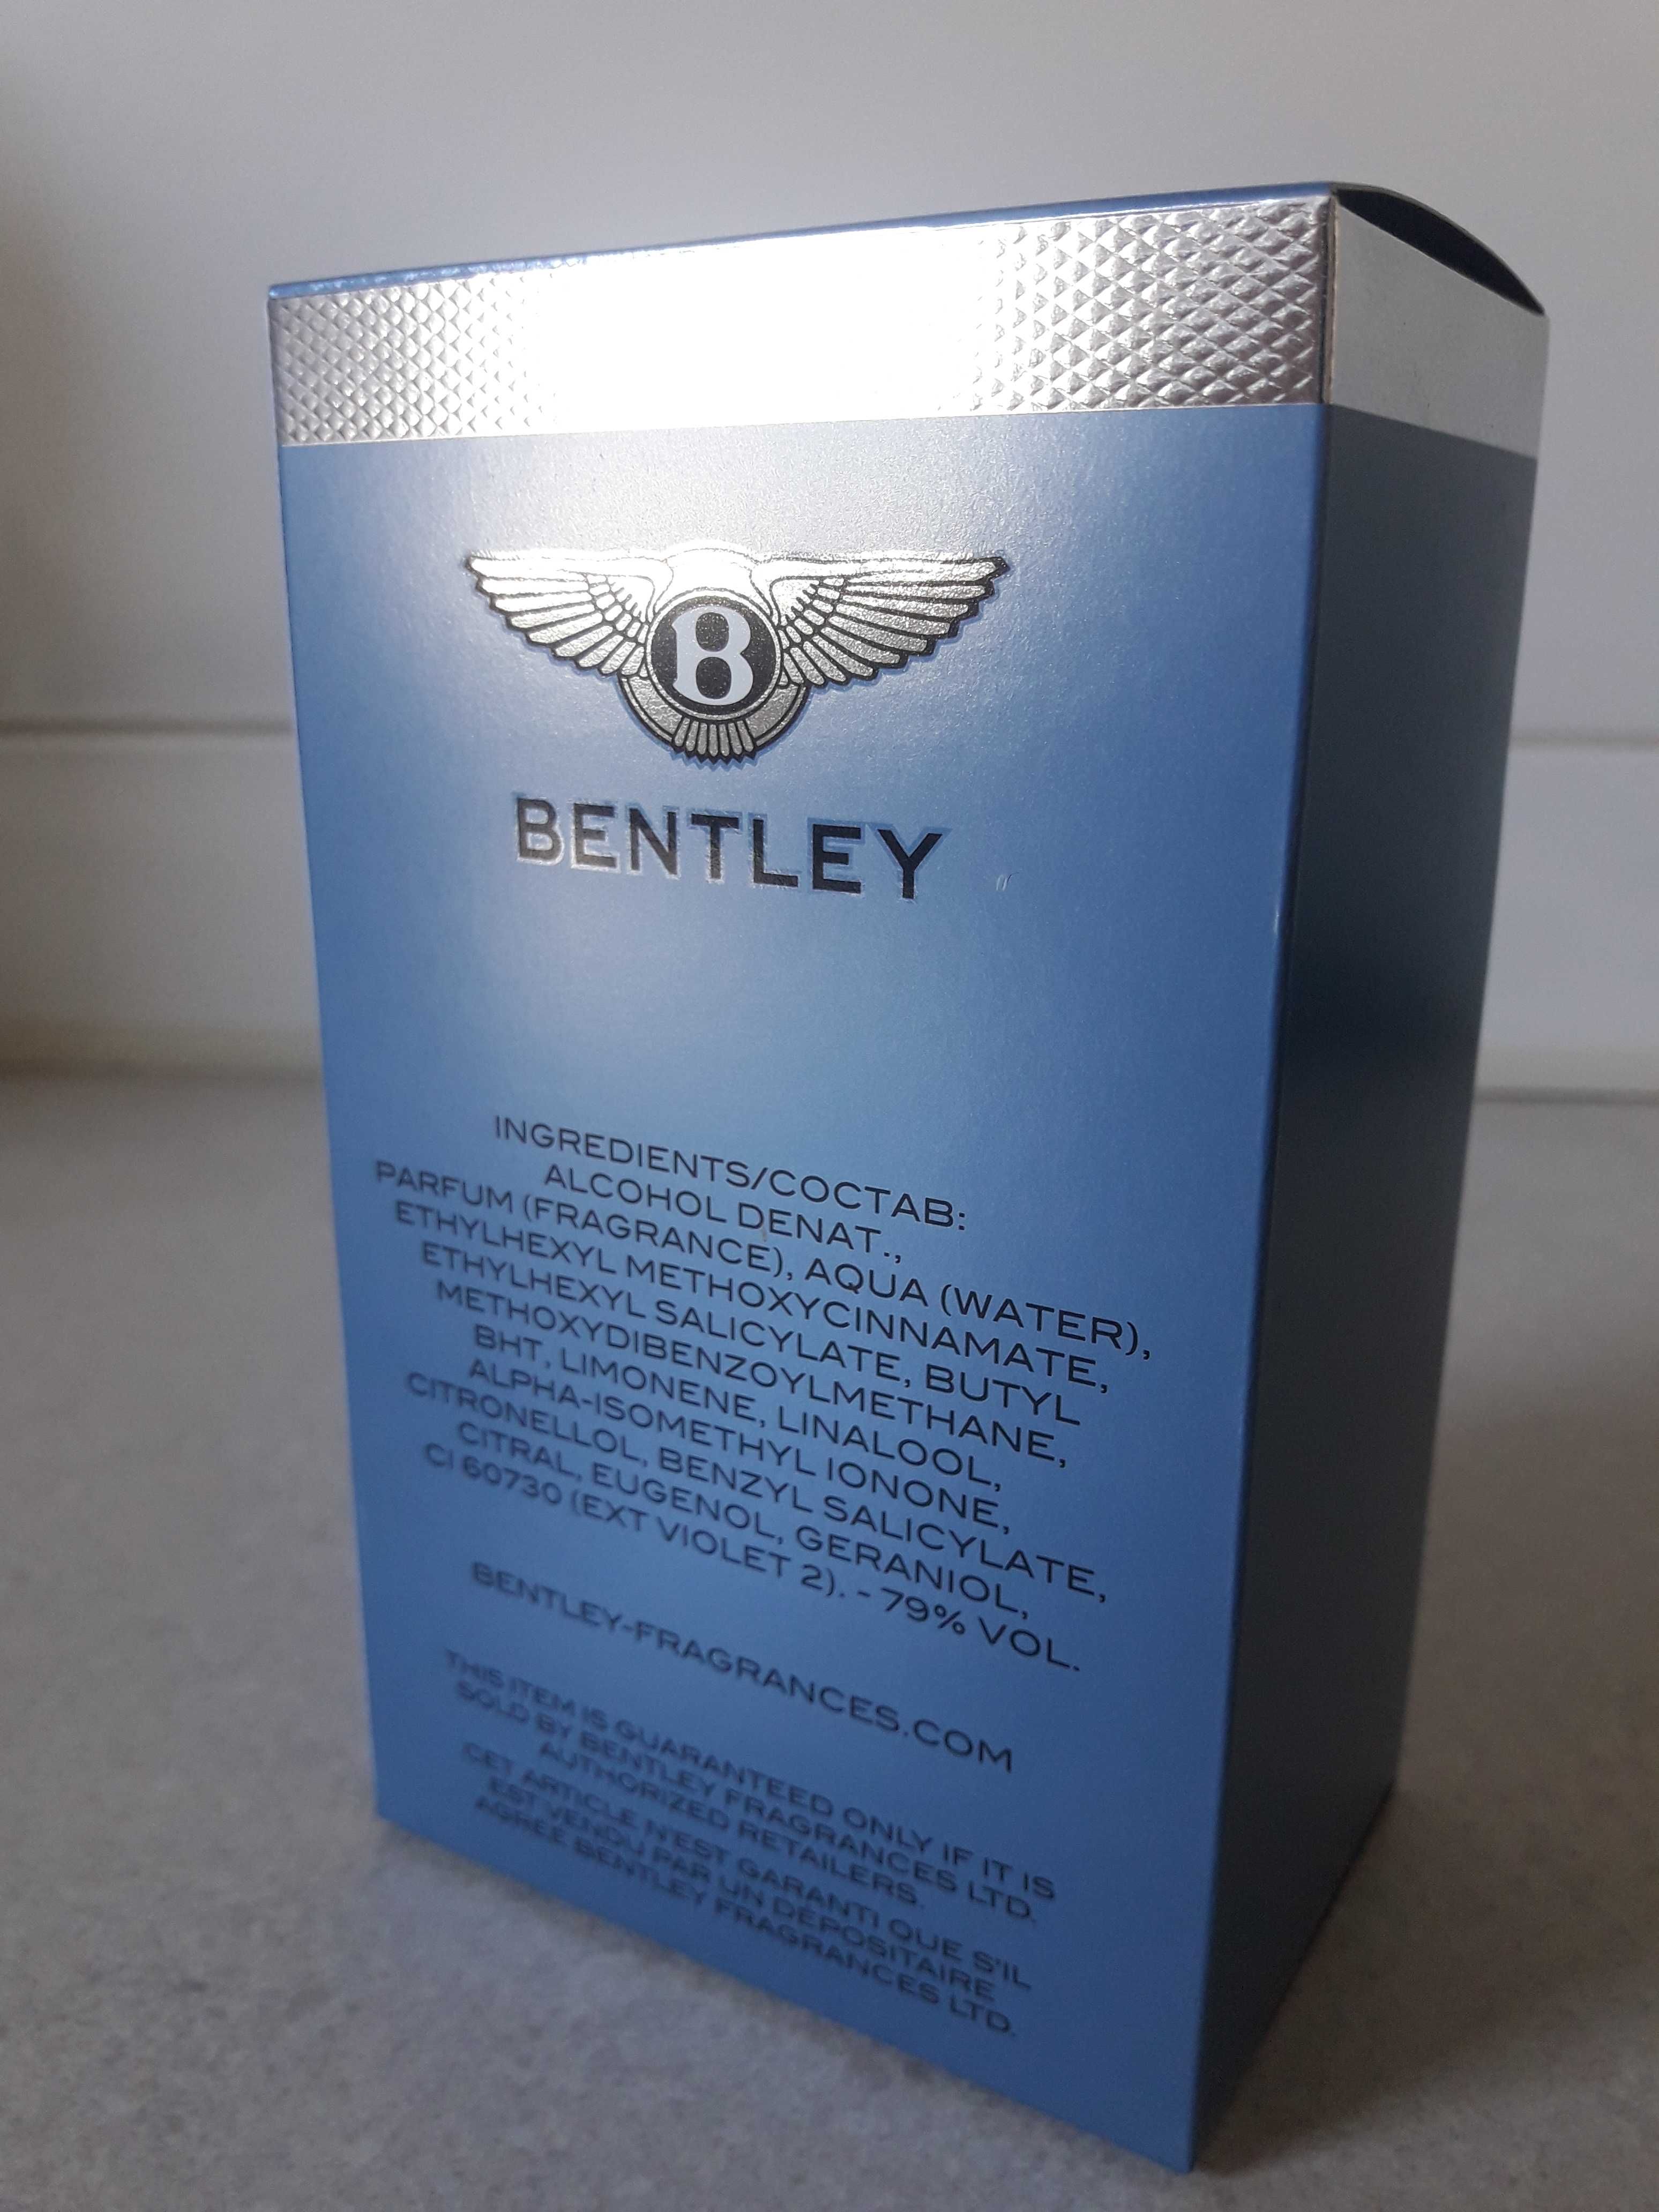 B
BENTLEY
INGREDIENTS/COCTAB:
ALCOHOL DENAT.,
PARFUM (FRAGRANCE), AQUA (WATER),
ETHYLHEXYL METHOXYCINNAMATE,
ETHYLHEXYL SALICYLATE, BUTYL
METHOXYDIBENZOYLMETHANE,
BHT, LIMONENE, LINALOOL,
ALPHA-ISOMETHYL IONONE,
CITRONELLOL, BENZYL SALICYLATE,
CITRAL, EUGENOL, GERANIOL,
CI 60730 (EXT VIOLET 2). - 79% VOL.
BENTLEY-FRAGRANCES.COM
THIS ITEM IS GUARANTEED ONLY IF IT IS
SOLD BY BENTLEY FRAGRANCES LTD.
AUTHORIZED RETAILERS.
CET ARTICLE N'EST GARANTI QUE S'IL
EST VENDU PAR UN DÉPOSITAIRE
AGRÉÉ BENTLEY FRAGRANCES LTD.